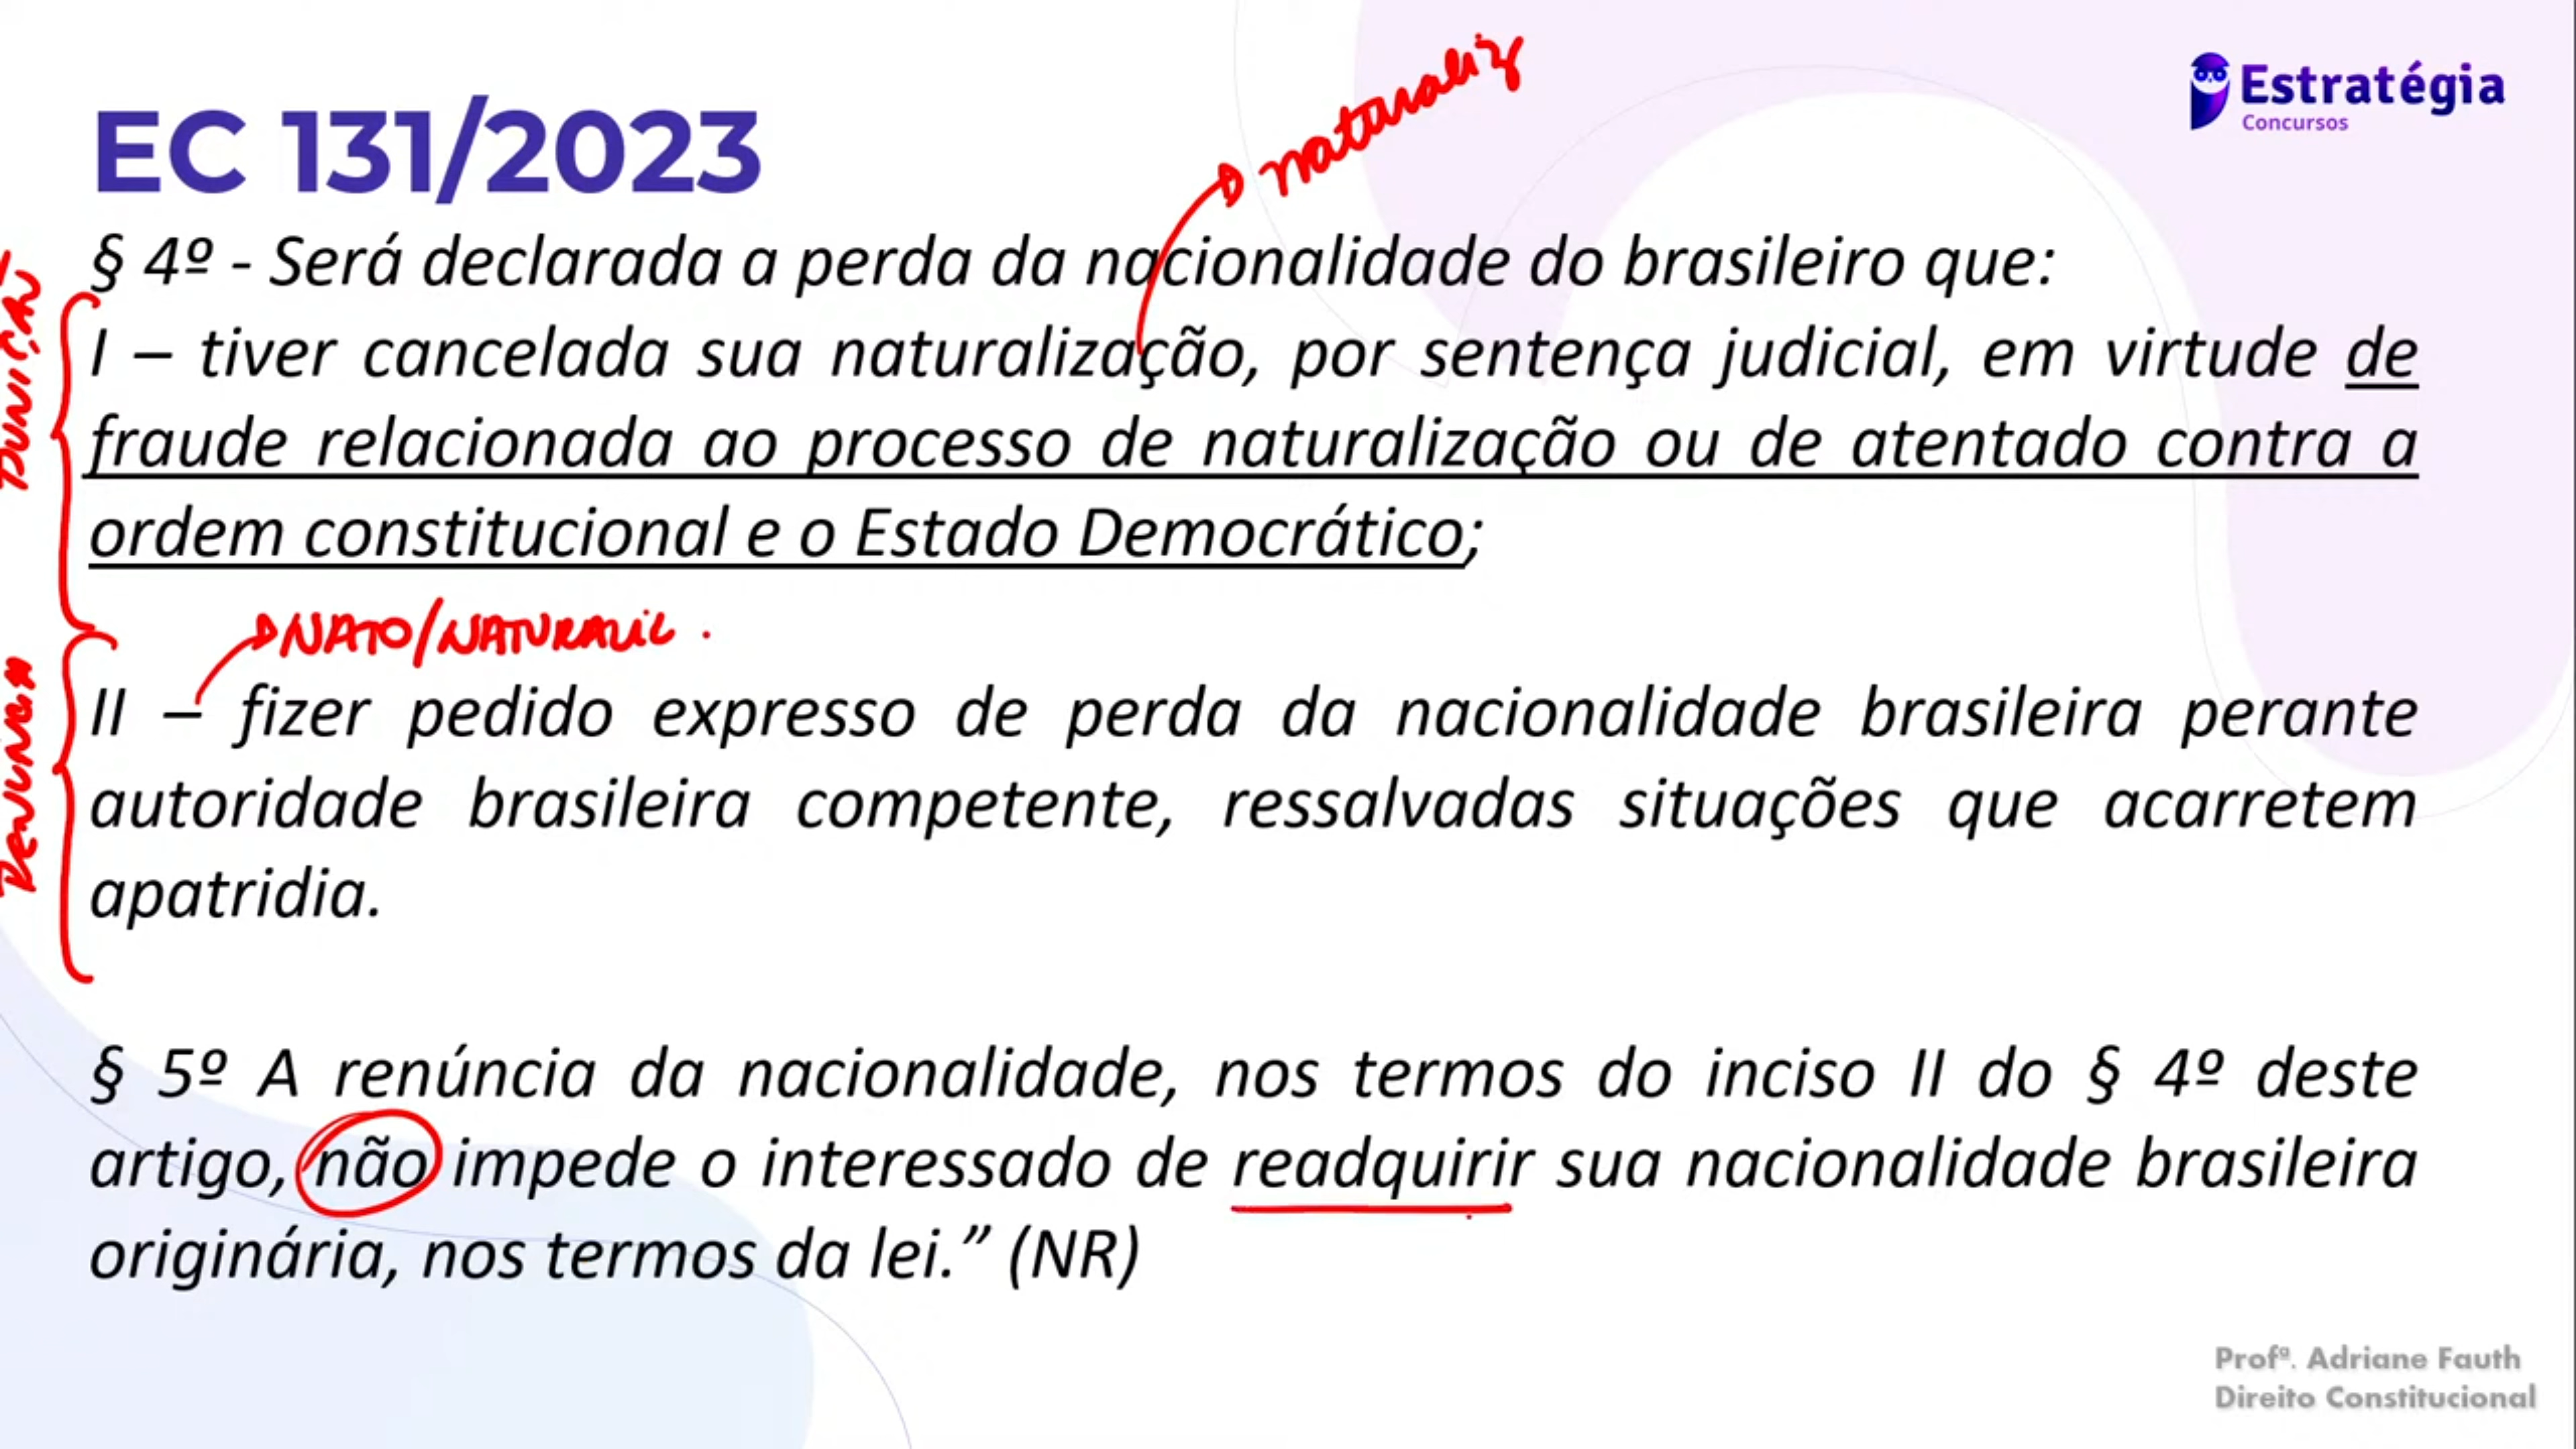 naturaliz
Estratégia
Concursos
EC 131/2023
§ 4º - Será declarada a perda da nacionalidade do brasileiro que:
I – tiver cancelada sua naturalização, por sentença judicial, em virtude de
fraude relacionada ao processo de naturalização ou de atentado contra a
ordem constitucional e o Estado Democrático;
NATO/NATURALIZ.
II – fizer pedido expresso de perda da nacionalidade brasileira perante
autoridade brasileira competente, ressalvadas situações que acarretem
apatridia.
§ 5º A renúncia da nacionalidade, nos termos do inciso II do § 4º deste
artigo, não impede o interessado de readquirir sua nacionalidade brasileira
originária, nos termos da lei.” (NR)
Profª. Adriane Fauth
Direito Constitucional